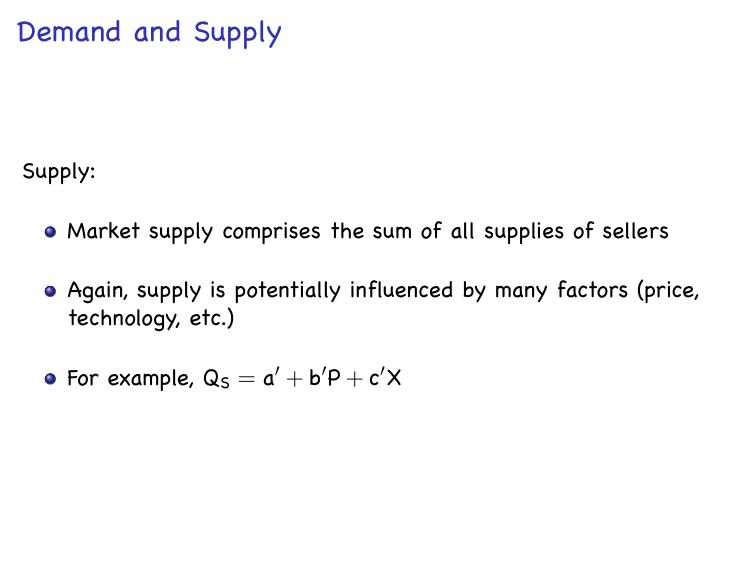 Demand and Supply
Supply:
Market supply comprises the sum of all supplies of sellers
Again, supply is potentially influenced by many factors (price,
technology, etc.)
For example, Q_S = a′ + b′P + c′X